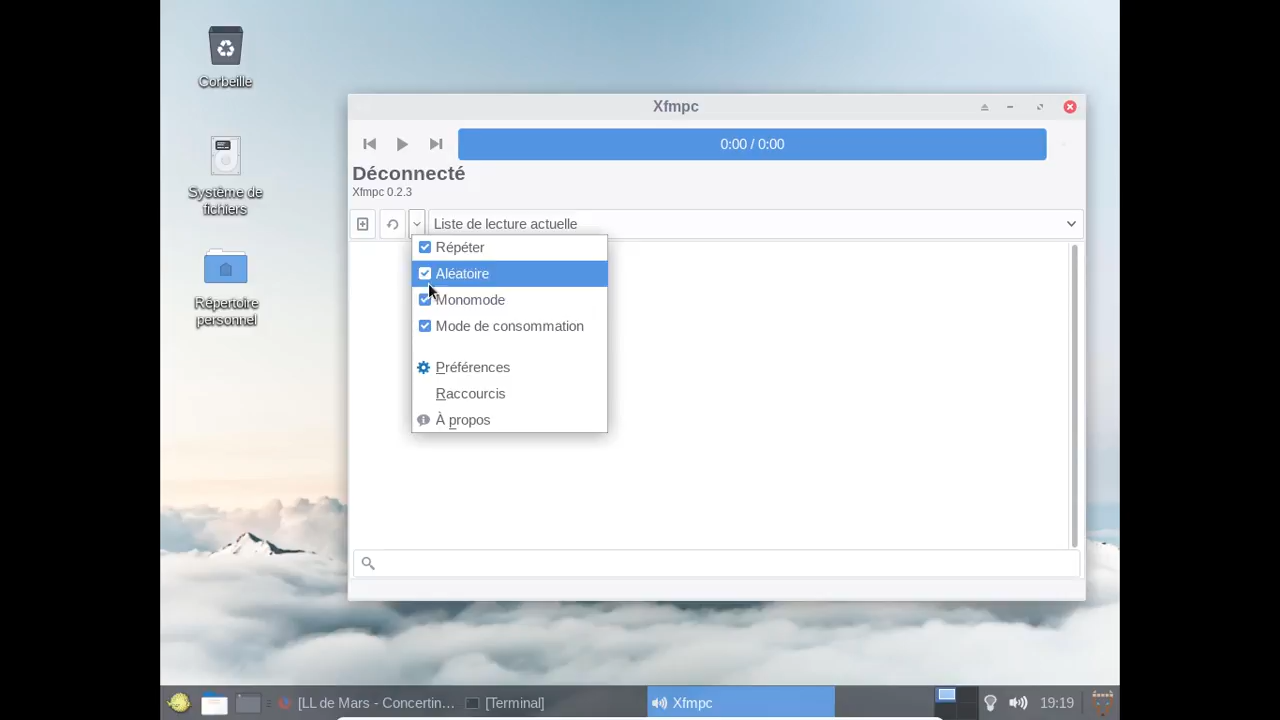 Corbeille
Système de
fichiers
Répertoire
personnel
Xfmpc
0:00 / 0:00
Déconnecté
Xfmpc 0.2.3
Liste de lecture actuelle
Répéter
Aléatoire
Monomode
Mode de consommation
Préférences
Raccourcis
À propos
[LL de Mars - Concertin...
[Terminal]
Xfmpc
19:19